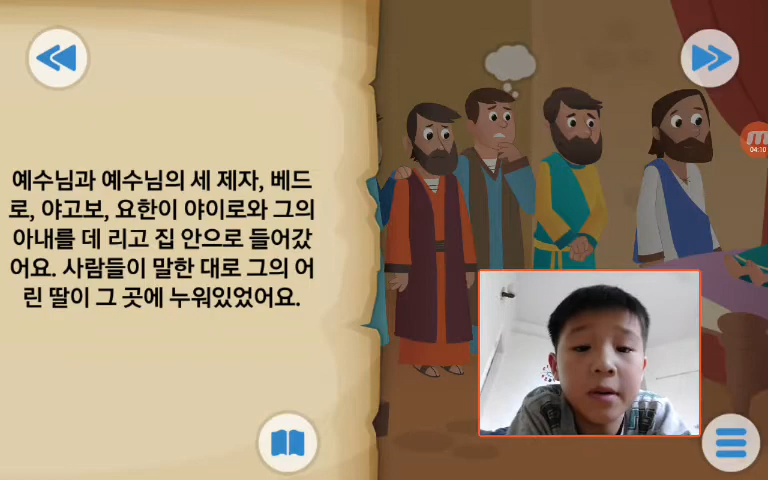 예수님과 예수님의 세 제자, 베드
로, 야고보, 요한이 야이로와 그의
아내를 데 리고 집 안으로 들어갔
어요. 사람들이 말한 대로 그의 어
린 딸이 그 곳에 누워있었어요.
04:10